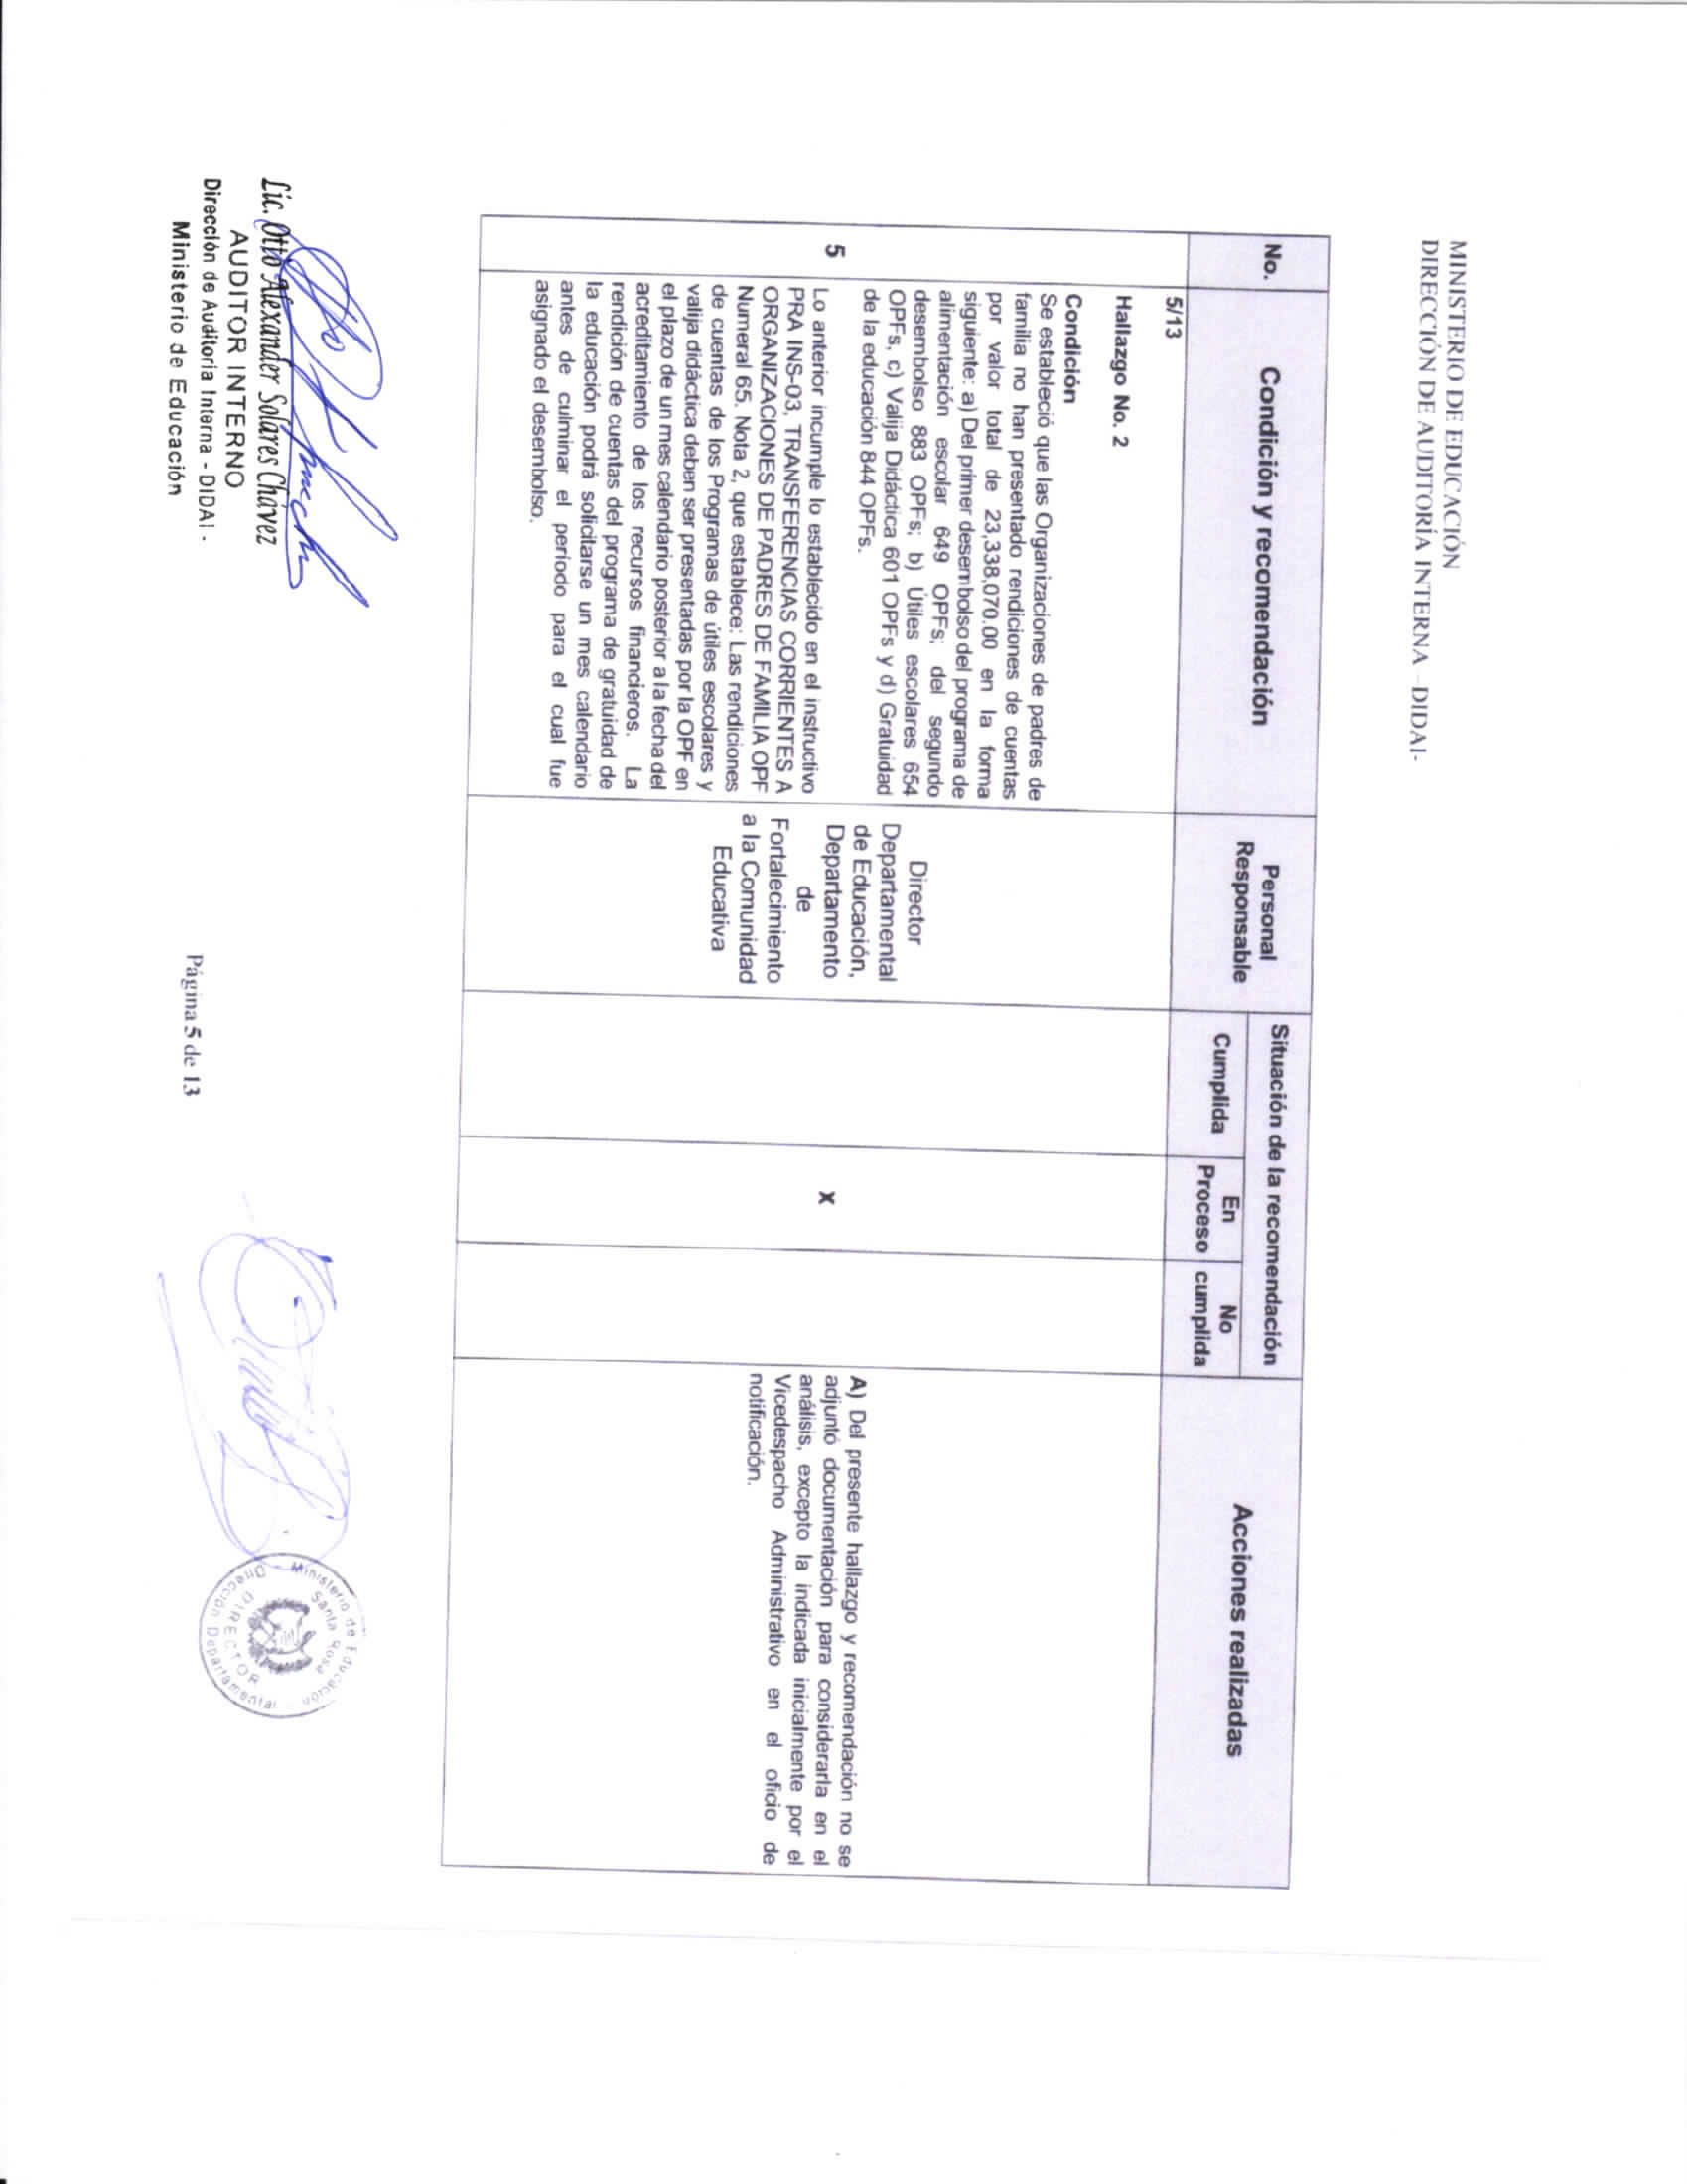 MINISTERIO DE EDUCACIÓN
DIRECCIÓN DE AUDITORÍA INTERNA –DIDAI-
No.
Condición y recomendación
Personal
Responsable
Situación de la recomendación
Cumplida
En
Proceso
No
cumplida
Acciones realizadas
5/13
Hallazgo No. 2
Condición
Se estableció que las Organizaciones de padres de
familia no han presentado rendiciones de cuentas
por valor total de 23,338,070.00 en la forma
siguiente: a) Del primer desembolso del programa de
alimentación escolar 649 OPFs; del segundo
desembolso 883 OPFs; b) Útiles escolares 654
OPFs, c) Valija Didáctica 601 OPFs y d) Gratuidad
de la educación 844 OPFs.
5
Lo anterior incumple lo establecido en el instructivo
PRA INS-03, TRANSFERENCIAS CORRIENTES A
ORGANIZACIONES DE PADRES DE FAMILIA OPF
Numeral 65. Nota 2, que establece: Las rendiciones
de cuentas de los Programas de útiles escolares y
valija didáctica deben ser presentadas por la OPF en
el plazo de un mes calendario posterior a la fecha del
acreditamiento de los recursos financieros. La
rendición de cuentas del programa de gratuidad de
la educación podrá solicitarse un mes calendario
antes de culminar el período para el cual fue
asignado el desembolso.
Director
Departamental
de Educación,
Departamento
de
Fortalecimiento
a la Comunidad
Educativa
X
A) Del presente hallazgo y recomendación no se
adjuntó documentación para considerarla en el
análisis, excepto la indicada inicialmente por el
Vicedespacho Administrativo en el oficio de
notificación.
Lic. Otto Alexander Solares Chávez
AUDITOR INTERNO
Dirección de Auditoría Interna - DIDAI -
Ministerio de Educación
Página 5 de 13
Ministerio de Educación
Santa Rosa
DIRECTOR
Dirección Departamental